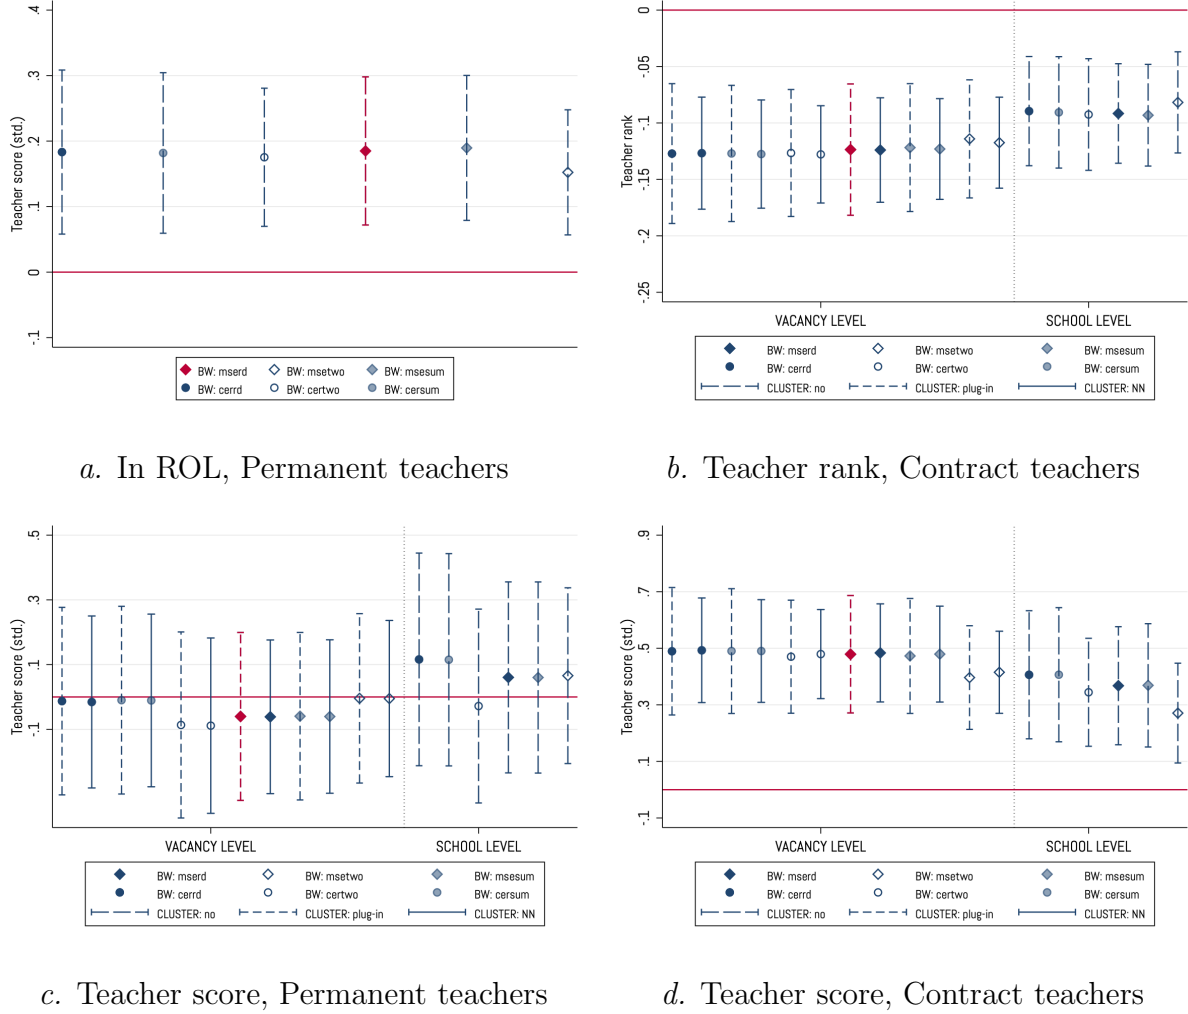 .4
.3
.2
.1
0
-.1
Teacher score (std.)
BW: mserd BW: msetwo BW: msesum
BW: cerrd BW: certwo BW: cersum
a. In ROL, Permanent teachers
0
-.05
-.1
-.15
-.2
-.25
Teacher rank
VACANCY LEVEL SCHOOL LEVEL
BW: mserd BW: msetwo BW: msesum
BW: cerrd BW: certwo BW: cersum
CLUSTER: no CLUSTER: plug-in CLUSTER: NN
b. Teacher rank, Contract teachers
.5
.3
.1
-.1
Teacher score (std.)
VACANCY LEVEL SCHOOL LEVEL
BW: mserd BW: msetwo BW: msesum
BW: cerrd BW: certwo BW: cersum
CLUSTER: no CLUSTER: plug-in CLUSTER: NN
c. Teacher score, Permanent teachers
.9
.7
.5
.3
.1
-.1
Teacher score (std.)
VACANCY LEVEL SCHOOL LEVEL
BW: mserd BW: msetwo BW: msesum
BW: cerrd BW: certwo BW: cersum
CLUSTER: no CLUSTER: plug-in CLUSTER: NN
d. Teacher score, Contract teachers